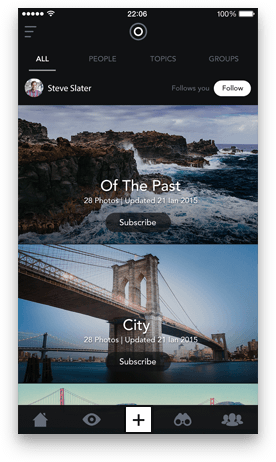 22:06
100%
ALL PEOPLE TOPICS GROUPS
Steve Slater Follows you Follow
Of The Past
28 Photos | Updated 21 Jan 2015
Subscribe
City
28 Photos | Updated 21 Jan 2015
Subscribe